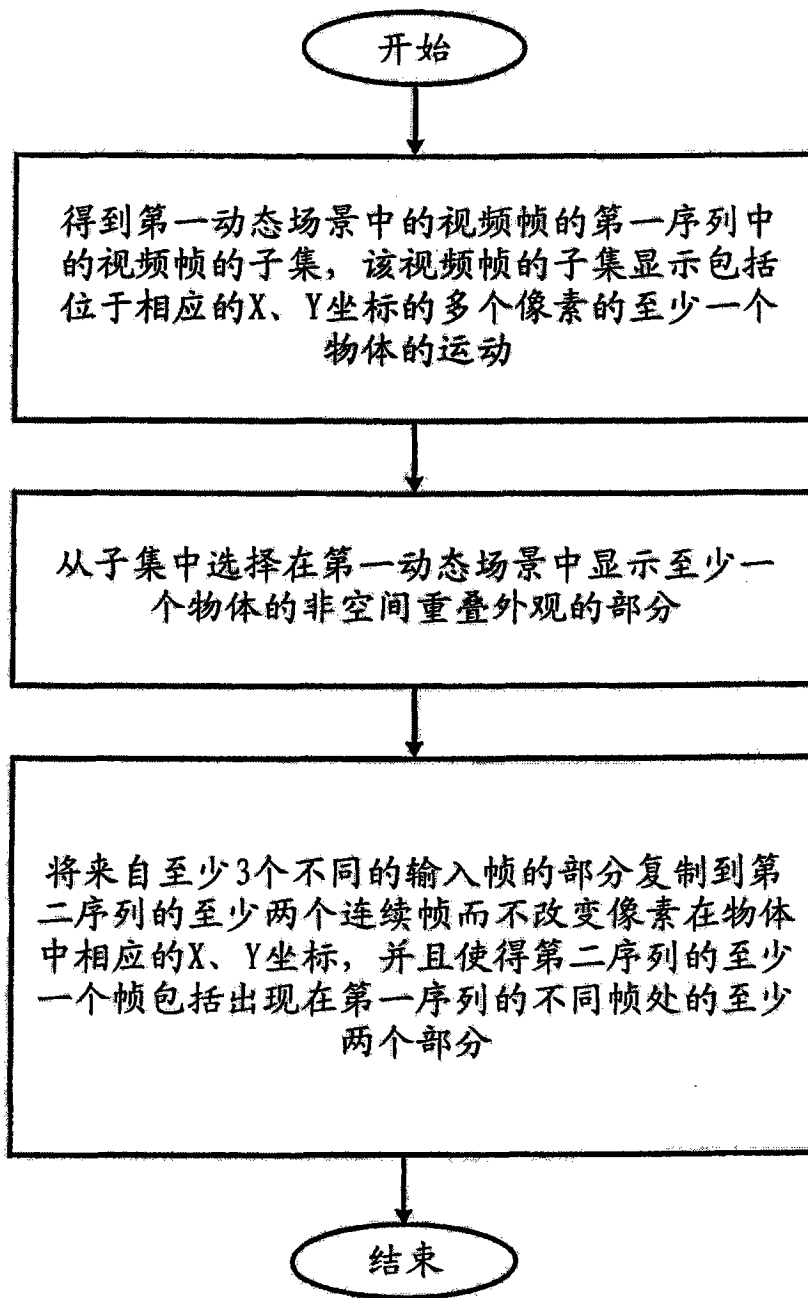 开始
得到第一动态场景中的视频帧的第一序列中
的视频帧的子集，该视频帧的子集显示包括
位于相应的X、Y坐标的多个像素的至少一个
物体的运动
从子集中选择在第一动态场景中显示至少一
个物体的非空间重叠外观的部分
将来自至少3个不同的输入帧的部分复制到第
二序列的至少两个连续帧而不改变像素在物体
中相应的X、Y坐标，并且使得第二序列的至少
一个帧包括出现在第一序列的不同帧处的至少
两个部分
结束